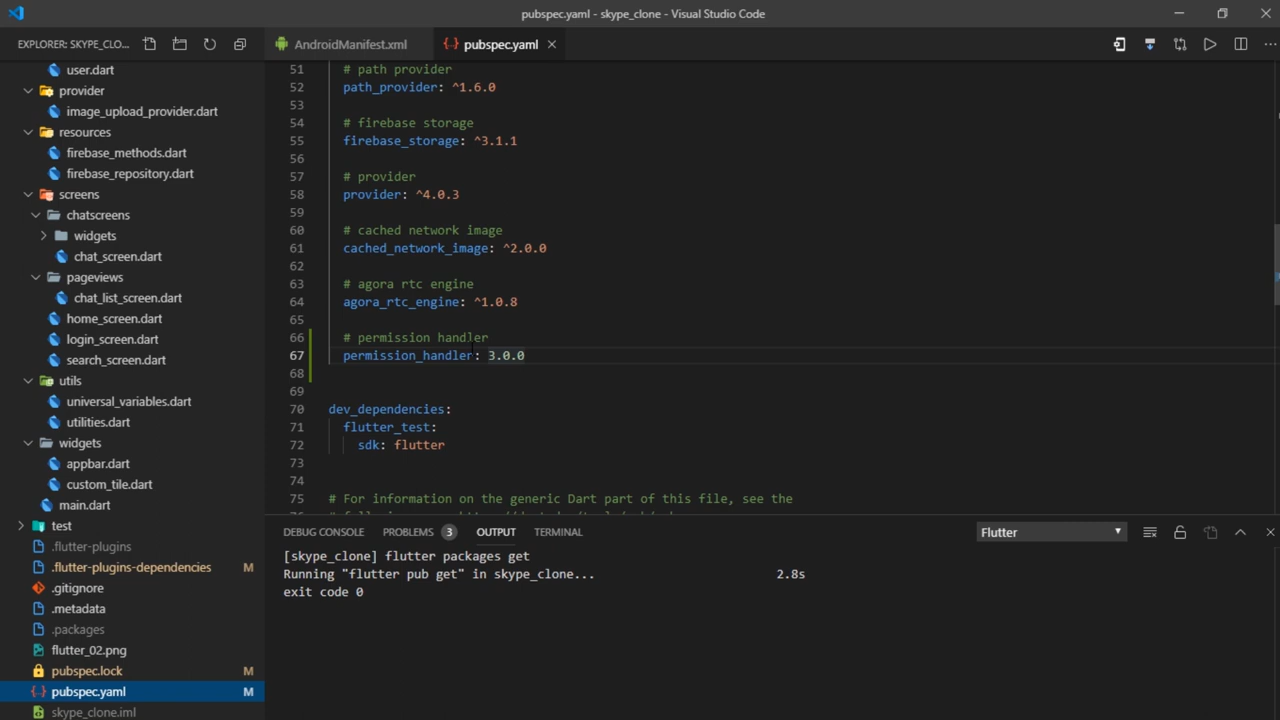 pubspec.yaml - skype_clone - Visual Studio Code
EXPLORER: SKYPE_CLO...
AndroidManifest.xml
pubspec.yaml
user.dart
provider
image_upload_provider.dart
resources
firebase_methods.dart
firebase_repository.dart
screens
chatscreens
widgets
chat_screen.dart
pageviews
chat_list_screen.dart
home_screen.dart
login_screen.dart
search_screen.dart
utils
universal_variables.dart
utilities.dart
widgets
appbar.dart
custom_tile.dart
main.dart
test
.flutter-plugins
.flutter-plugins-dependencies M
.gitignore
.metadata
.packages
flutter_02.png
pubspec.lock M
pubspec.yaml M
skype_clone.iml
51 # path provider
52 path_provider: ^1.6.0
53
54 # firebase storage
55 firebase_storage: ^3.1.1
56
57 # provider
58 provider: ^4.0.3
59
60 # cached network image
61 cached_network_image: ^2.0.0
62
63 # agora rtc engine
64 agora_rtc_engine: ^1.0.8
65
66 # permission handler
67 permission_handler: 3.0.0
68
69
70 dev_dependencies:
71 flutter_test:
72 sdk: flutter
73
74
75 # For information on the generic Dart part of this file, see the
DEBUG CONSOLE PROBLEMS 3 OUTPUT TERMINAL Flutter
[skype_clone] flutter packages get
Running "flutter pub get" in skype_clone... 2.8s
exit code 0